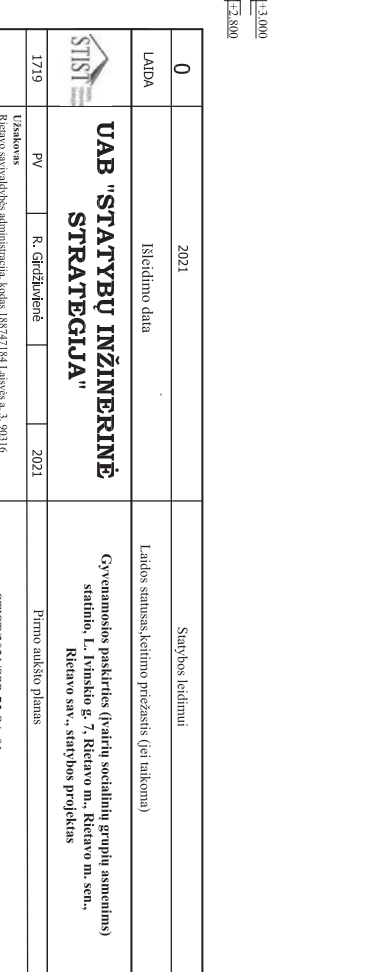 +3.000
+2.800
0
2021
Statybos leidimui
LAIDA
Išleidimo data
Laidos statusas,keitimo priežastis (jei taikoma)
STIST
UAB "STATYBŲ INŽINERINĖ
STRATEGIJA"
Gyvenamosios paskirties (įvairių socialinių grupių asmenims)
statinio, L. Ivinskio g. 7, Rietavo m., Rietavo m. sen.,
Rietavo sav., statybos projektas
1719
PV
R. Girdžiuvienė
2021
Pirmo aukšto planas
Užsakovas
Rietavo savivaldybės administracija, kodas 188747184 Laisvės a. 3, 90316